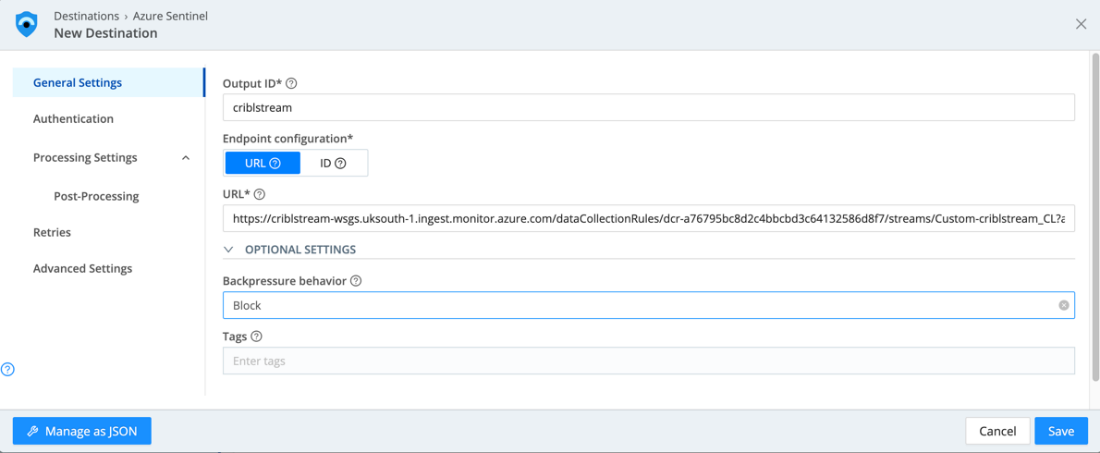 Destinations › Azure Sentinel
New Destination
General Settings
Authentication
Processing Settings
Post-Processing
Retries
Advanced Settings
Output ID*
criblstream
Endpoint configuration*
URL ID
URL*
https://criblstream-wsgs.uksouth-1.ingest.monitor.azure.com/dataCollectionRules/dcr-a76795bc8d2c4bbcbd3c64132586d8f7/streams/Custom-criblstream_CL?a
OPTIONAL SETTINGS
Backpressure behavior
Block
Tags
Enter tags
Manage as JSON
Cancel Save